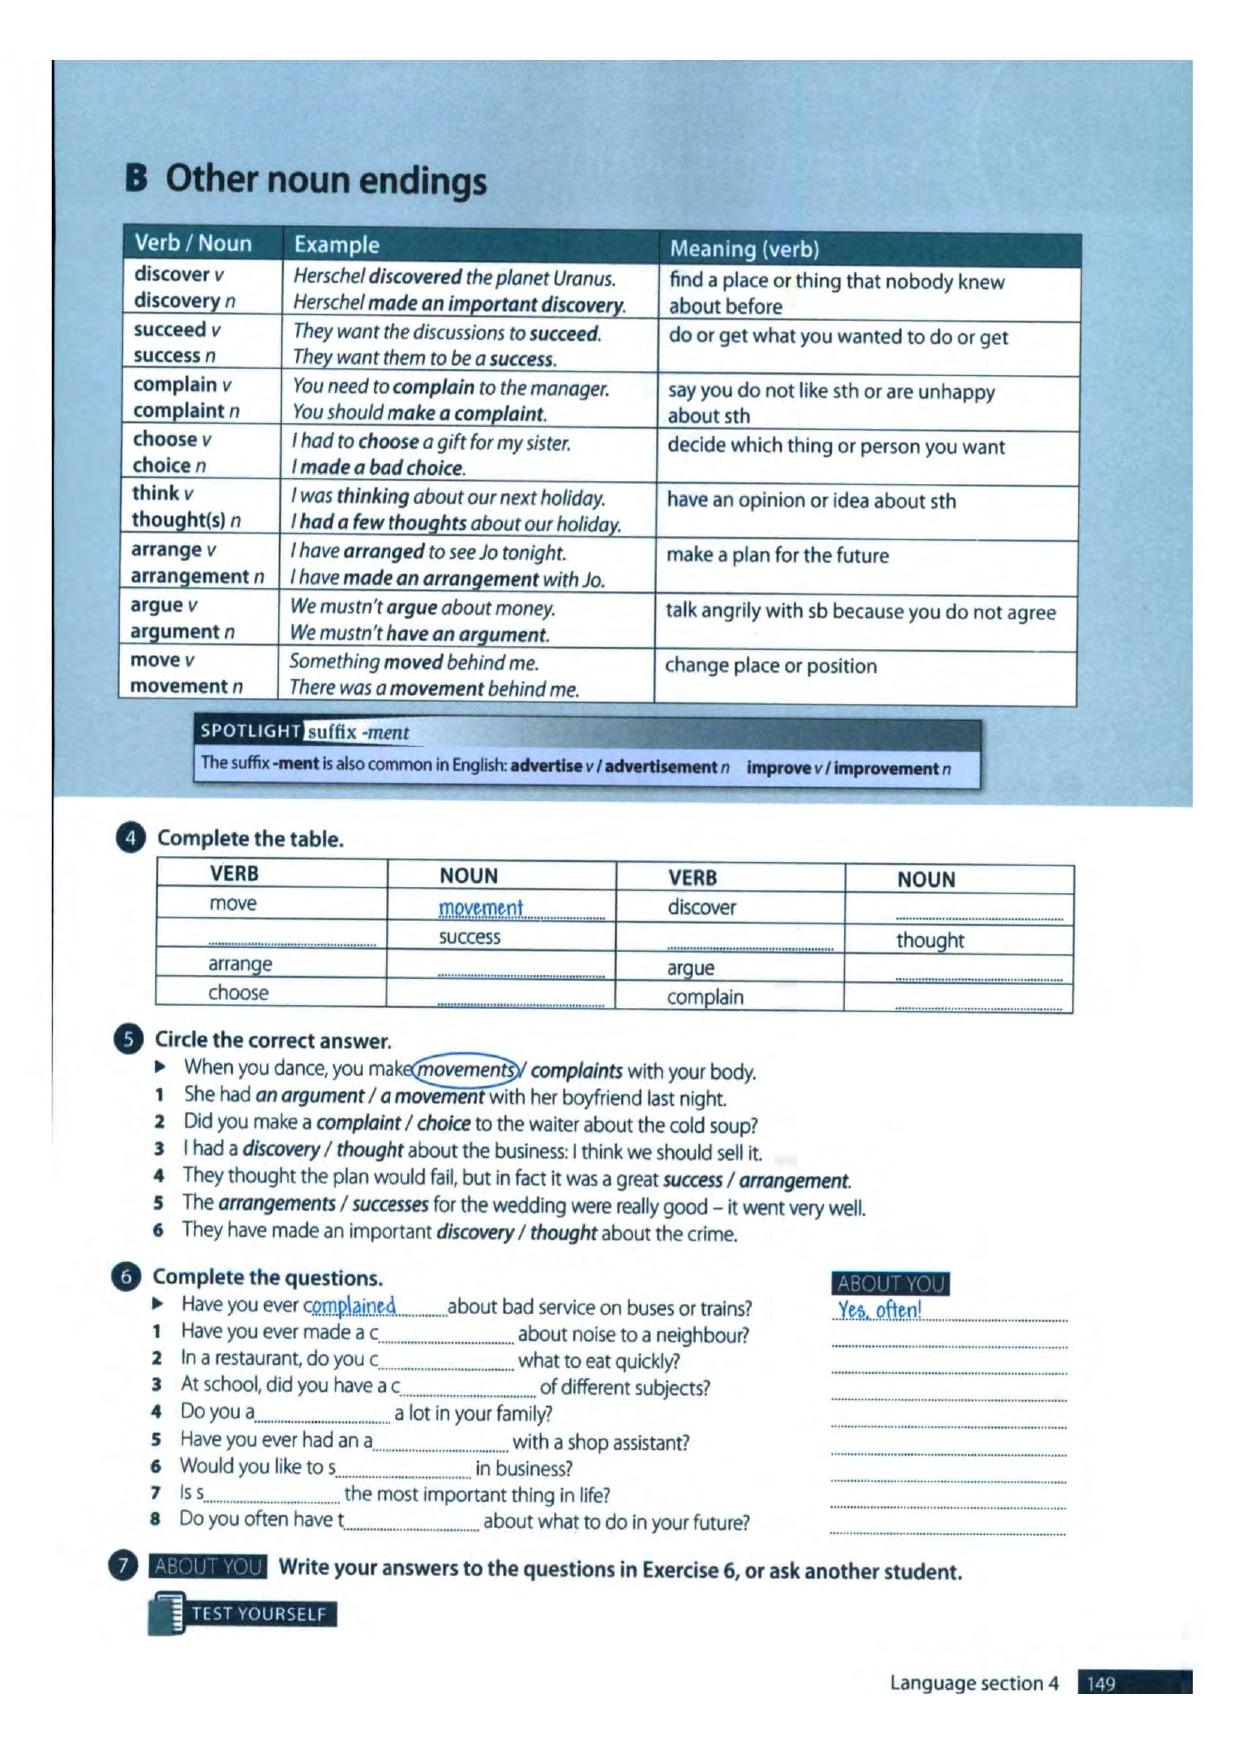 B Other noun endings
Verb / Noun Example Meaning (verb)
discover v Herschel discovered the planet Uranus. find a place or thing that nobody knew
discovery n Herschel made an important discovery. about before
succeed v They want the discussions to succeed. do or get what you wanted to do or get
success n They want them to be a success.
complain v You need to complain to the manager. say you do not like sth or are unhappy
complaint n You should make a complaint. about sth
choose v I had to choose a gift for my sister. decide which thing or person you want
choice n I made a bad choice.
think v I was thinking about our next holiday. have an opinion or idea about sth
thought(s) n I had a few thoughts about our holiday.
arrange v I have arranged to see Jo tonight. make a plan for the future
arrangement n I have made an arrangement with Jo.
argue v We mustn't argue about money. talk angrily with sb because you do not agree
argument n We mustn't have an argument.
move v Something moved behind me. change place or position
movement n There was a movement behind me.
SPOTLIGHT suffix -ment
The suffix -ment is also common in English: advertise v / advertisement n improve v / improvement n
4 Complete the table.
VERB NOUN VERB NOUN
move movement discover
success thought
arrange argue
choose complain
5 Circle the correct answer.
► When you dance, you make movements / complaints with your body.
1 She had an argument / a movement with her boyfriend last night.
2 Did you make a complaint / choice to the waiter about the cold soup?
3 I had a discovery / thought about the business: I think we should sell it.
4 They thought the plan would fail, but in fact it was a great success / arrangement.
5 The arrangements / successes for the wedding were really good – it went very well.
6 They have made an important discovery / thought about the crime.
6 Complete the questions. ABOUT YOU
► Have you ever complained about bad service on buses or trains? Yes, often!
1 Have you ever made a c about noise to a neighbour?
2 In a restaurant, do you c what to eat quickly?
3 At school, did you have a c of different subjects?
4 Do you a a lot in your family?
5 Have you ever had an a with a shop assistant?
6 Would you like to s in business?
7 Is s the most important thing in life?
8 Do you often have t about what to do in your future?
7 ABOUT YOU Write your answers to the questions in Exercise 6, or ask another student.
TEST YOURSELF
Language section 4 149